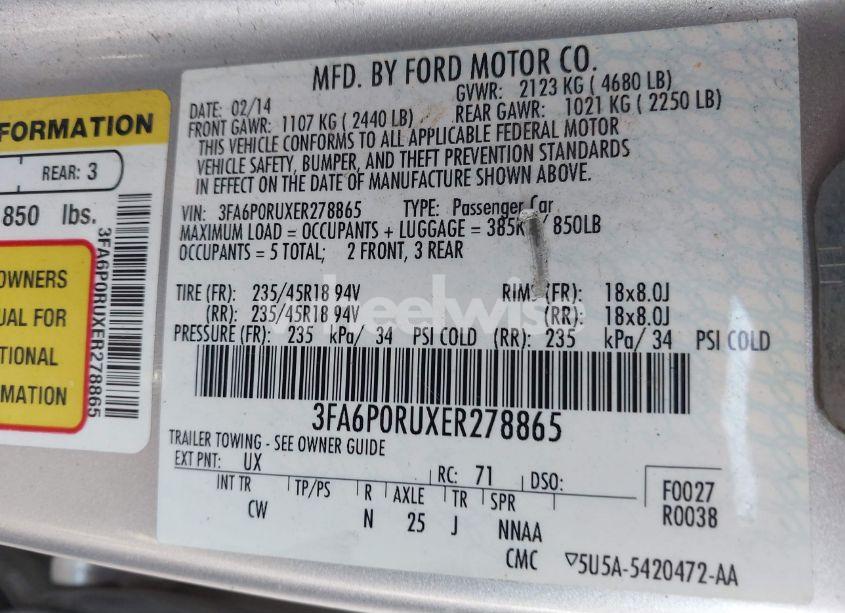 FORMATION
REAR: 3
850 lbs.
3FA6P0RUXER278865
OWNERS
UAL FOR
TIONAL
MATION
MFD. BY FORD MOTOR CO.
DATE: 02/14 GVWR: 2123 KG ( 4680 LB)
FRONT GAWR: 1107 KG ( 2440 LB) REAR GAWR: 1021 KG ( 2250 LB)
THIS VEHICLE CONFORMS TO ALL APPLICABLE FEDERAL MOTOR
VEHICLE SAFETY, BUMPER, AND THEFT PREVENTION STANDARDS
IN EFFECT ON THE DATE OF MANUFACTURE SHOWN ABOVE.
VIN: 3FA6P0RUXER278865 TYPE: Passenger Car
MAXIMUM LOAD = OCCUPANTS + LUGGAGE = 385K / 850LB
OCCUPANTS = 5 TOTAL; 2 FRONT, 3 REAR
TIRE (FR): 235/45R18 94V RIM (FR): 18x8.0J
(RR): 235/45R18 94V (RR): 18x8.0J
PRESSURE (FR): 235 kPa/ 34 PSI COLD (RR): 235 kPa/ 34 PSI COLD
wheelwise
3FA6P0RUXER278865
TRAILER TOWING - SEE OWNER GUIDE
EXT PNT: UX RC: 71 DSO:
INT TR TP/PS R AXLE TR SPR F0027
CW N 25 J NNAA R0038
CMC ▽5U5A-5420472-AA